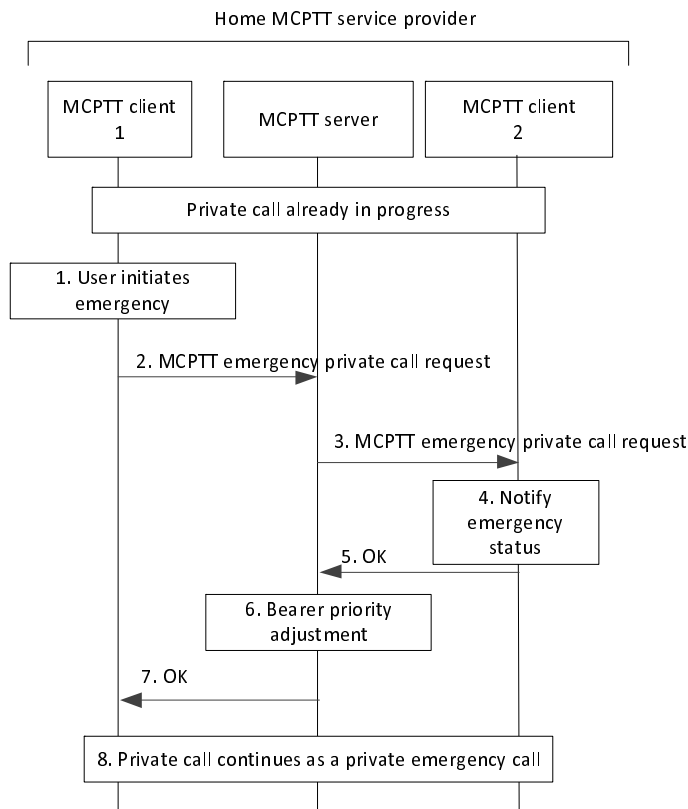 Home MCPTT service provider
MCPTT client
1
MCPTT server
MCPTT client
2
Private call already in progress
1. User initiates
emergency
2. MCPTT emergency private call request
3. MCPTT emergency private call request
4. Notify
emergency
status
5. OK
6. Bearer priority
adjustment
7. OK
8. Private call continues as a private emergency call